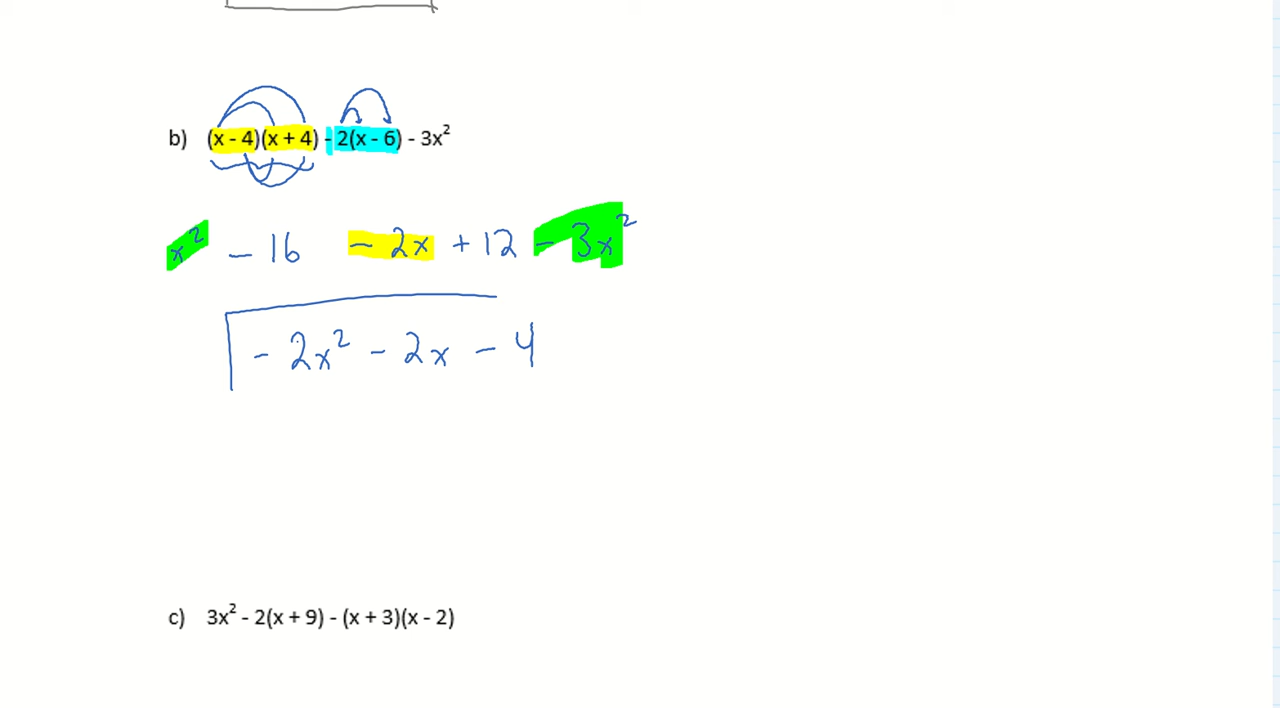 b) (x - 4)(x + 4) - 2(x - 6) - 3x²
x² - 16 - 2x + 12 - 3x²
- 2x² - 2x - 4
c) 3x² - 2(x + 9) - (x + 3)(x - 2)